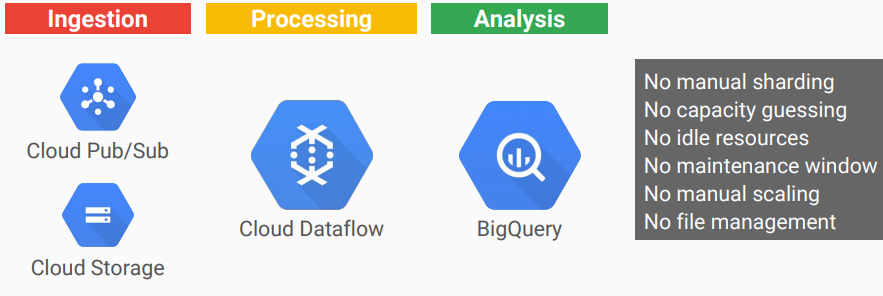 Ingestion
Processing
Analysis
Cloud Pub/Sub
Cloud Storage
Cloud Dataflow
BigQuery
No manual sharding
No capacity guessing
No idle resources
No maintenance window
No manual scaling
No file management